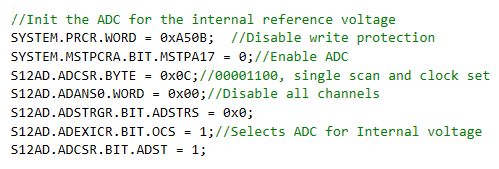 //Init the ADC for the internal reference voltage
SYSTEM.PRCR.WORD = 0xA50B;  //Disable write protection
SYSTEM.MSTPCRA.BIT.MSTPA17 = 0;//Enable ADC
S12AD.ADCSR.BYTE = 0x0C;//00001100, single scan and clock set
S12AD.ADANS0.WORD = 0x00;//Disable all channels
S12AD.ADSTRGR.BIT.ADSTRS = 0x0;
S12AD.ADEXICR.BIT.OCS = 1;//Selects ADC for Internal voltage
S12AD.ADCSR.BIT.ADST = 1;